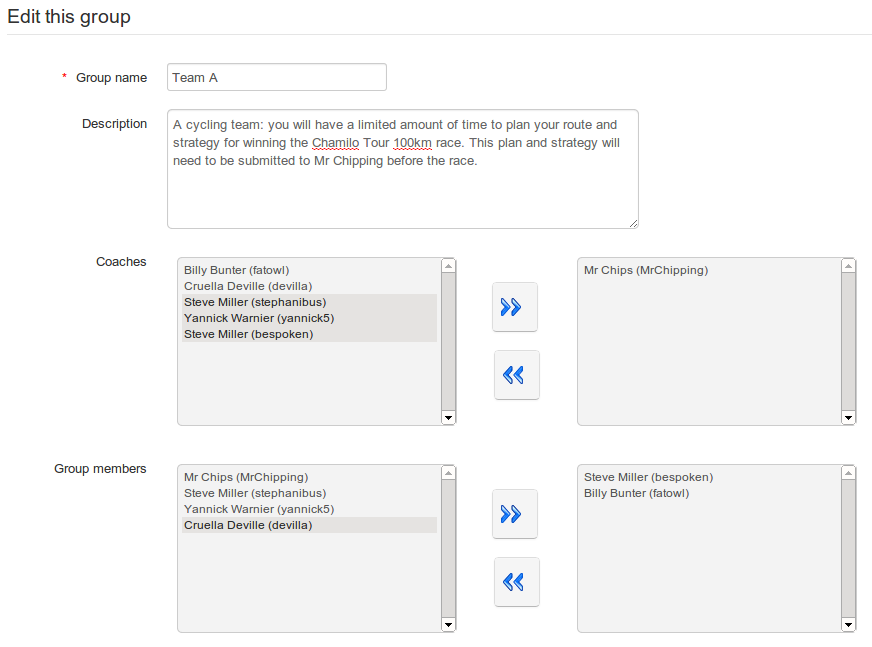 Edit this group
* Group name
Team A
Description
A cycling team: you will have a limited amount of time to plan your route and
strategy for winning the Chamilo Tour 100km race. This plan and strategy will
need to be submitted to Mr Chipping before the race.
Coaches
Billy Bunter (fatowl)
Cruella Deville (devilla)
Steve Miller (stephanibus)
Yannick Warnier (yannick5)
Steve Miller (bespoken)
Mr Chips (MrChipping)
Group members
Mr Chips (MrChipping)
Steve Miller (stephanibus)
Yannick Warnier (yannick5)
Cruella Deville (devilla)
Steve Miller (bespoken)
Billy Bunter (fatowl)